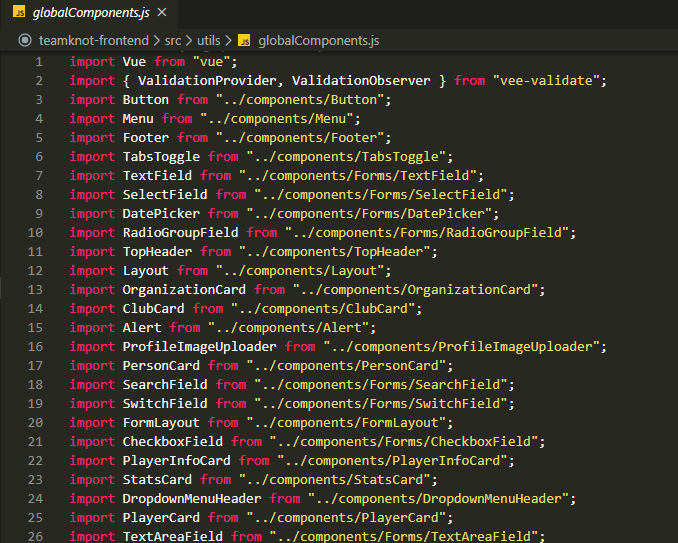 JS globalComponents.js ×
teamknot-frontend > src > utils > JS globalComponents.js
1 import Vue from "vue";
2 import { ValidationProvider, ValidationObserver } from "vee-validate";
3 import Button from "../components/Button";
4 import Menu from "../components/Menu";
5 import Footer from "../components/Footer";
6 import TabsToggle from "../components/TabsToggle";
7 import TextField from "../components/Forms/TextField";
8 import SelectField from "../components/Forms/SelectField";
9 import DatePicker from "../components/Forms/DatePicker";
10 import RadioGroupField from "../components/Forms/RadioGroupField";
11 import TopHeader from "../components/TopHeader";
12 import Layout from "../components/Layout";
13 import OrganizationCard from "../components/OrganizationCard";
14 import ClubCard from "../components/ClubCard";
15 import Alert from "../components/Alert";
16 import ProfileImageUploader from "../components/ProfileImageUploader";
17 import PersonCard from "../components/PersonCard";
18 import SearchField from "../components/Forms/SearchField";
19 import SwitchField from "../components/Forms/SwitchField";
20 import FormLayout from "../components/FormLayout";
21 import CheckboxField from "../components/Forms/CheckboxField";
22 import PlayerInfoCard from "../components/PlayerInfoCard";
23 import StatsCard from "../components/StatsCard";
24 import DropdownMenuHeader from "../components/DropdownMenuHeader";
25 import PlayerCard from "../components/PlayerCard";
26 import TextAreaField from "../components/Forms/TextAreaField";